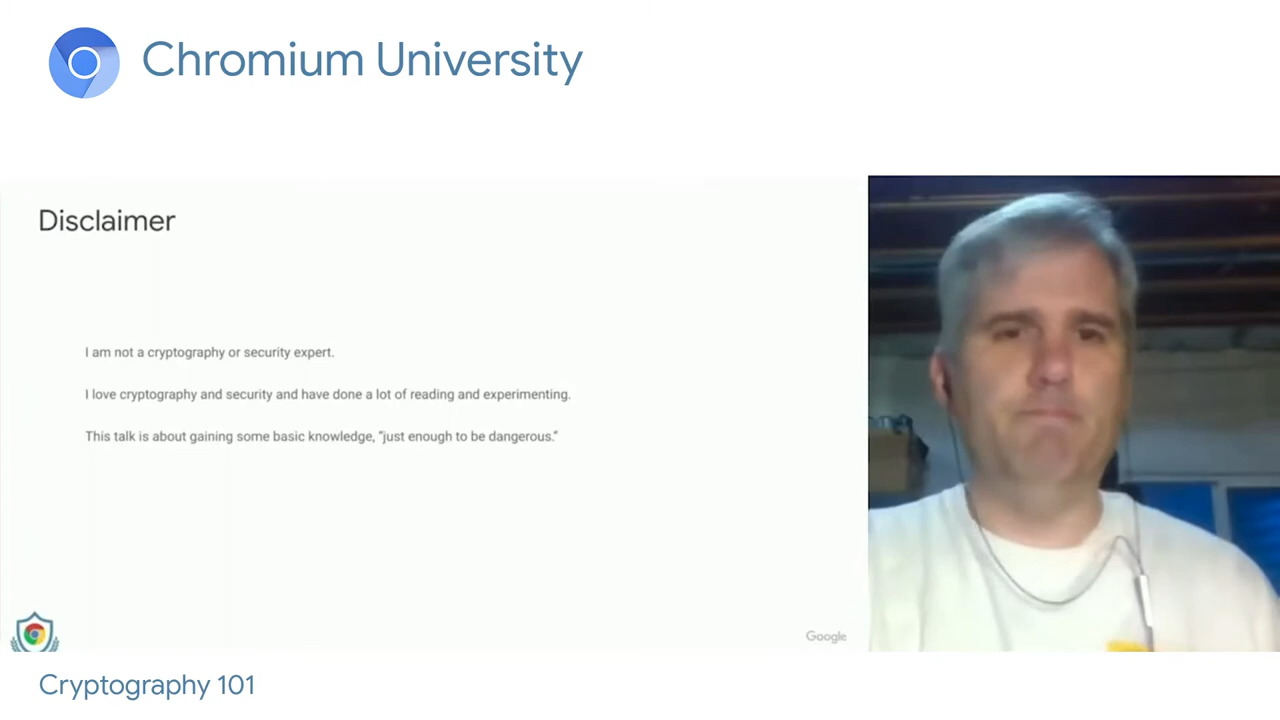 Chromium University
Disclaimer
I am not a cryptography or security expert.
I love cryptography and security and have done a lot of reading and experimenting.
This talk is about gaining some basic knowledge, "just enough to be dangerous."
Google
Cryptography 101